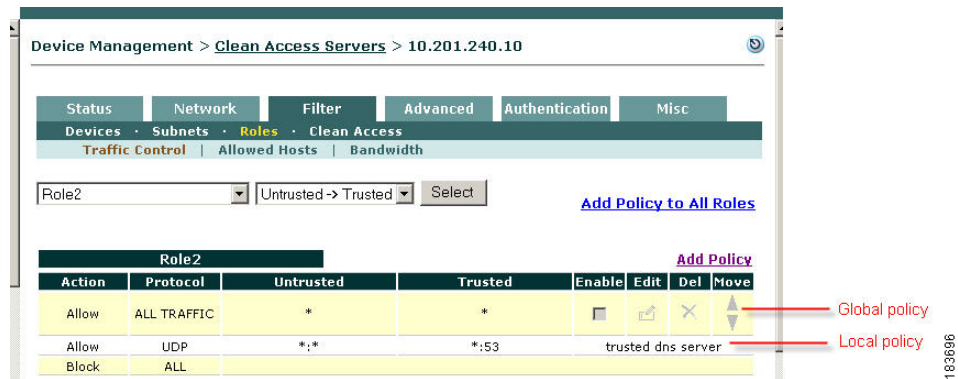 Device Management > Clean Access Servers > 10.201.240.10
Status Network Filter Advanced Authentication Misc
Devices · Subnets · Roles · Clean Access
Traffic Control | Allowed Hosts | Bandwidth
Role2 Untrusted -> Trusted Select
Add Policy to All Roles
Role2 Add Policy
Action Protocol Untrusted Trusted Enable Edit Del Move
Allow ALL TRAFFIC * * Global policy
Allow UDP *:* *:53 trusted dns server Local policy
Block ALL
183696